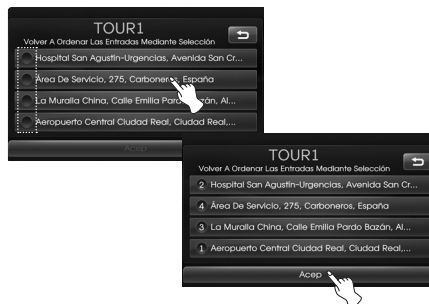 TOUR1
Volver A Ordenar Las Entradas Mediante Selección
Hospital San Agustín-Urgencias, Avenida San Cr...
Área De Servicio, 275, Carboneros, España
La Muralla China, Calle Emilia Pardo Bazán, Al...
Aeropuerto Central Ciudad Real, Ciudad Real,...
Acep
TOUR1
Volver A Ordenar Las Entradas Mediante Selección
2 Hospital San Agustín-Urgencias, Avenida San Cr...
4 Área De Servicio, 275, Carboneros, España
3 La Muralla China, Calle Emilia Pardo Bazán, Al...
1 Aeropuerto Central Ciudad Real, Ciudad Real,...
Acep